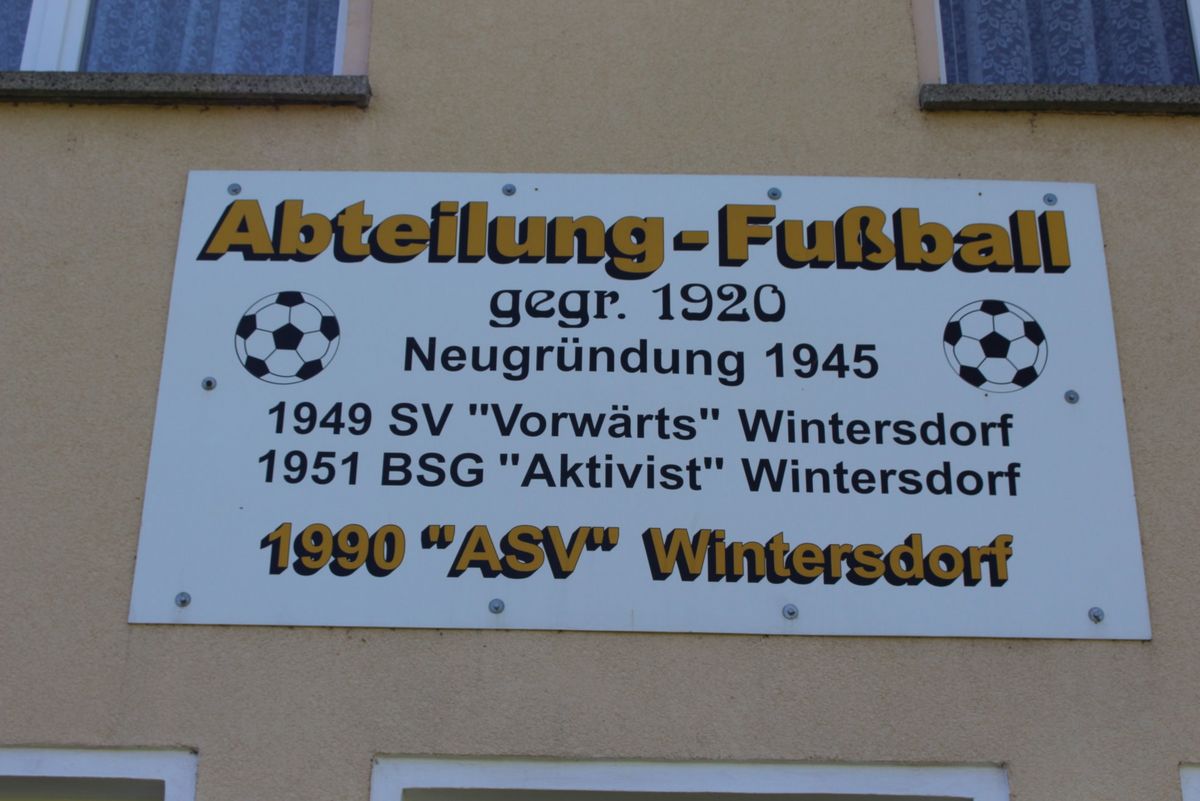 Abteilung-Fußball
gegr. 1920
Neugründung 1945
1949 SV "Vorwärts" Wintersdorf
1951 BSG "Aktivist" Wintersdorf
1990 "ASV" Wintersdorf